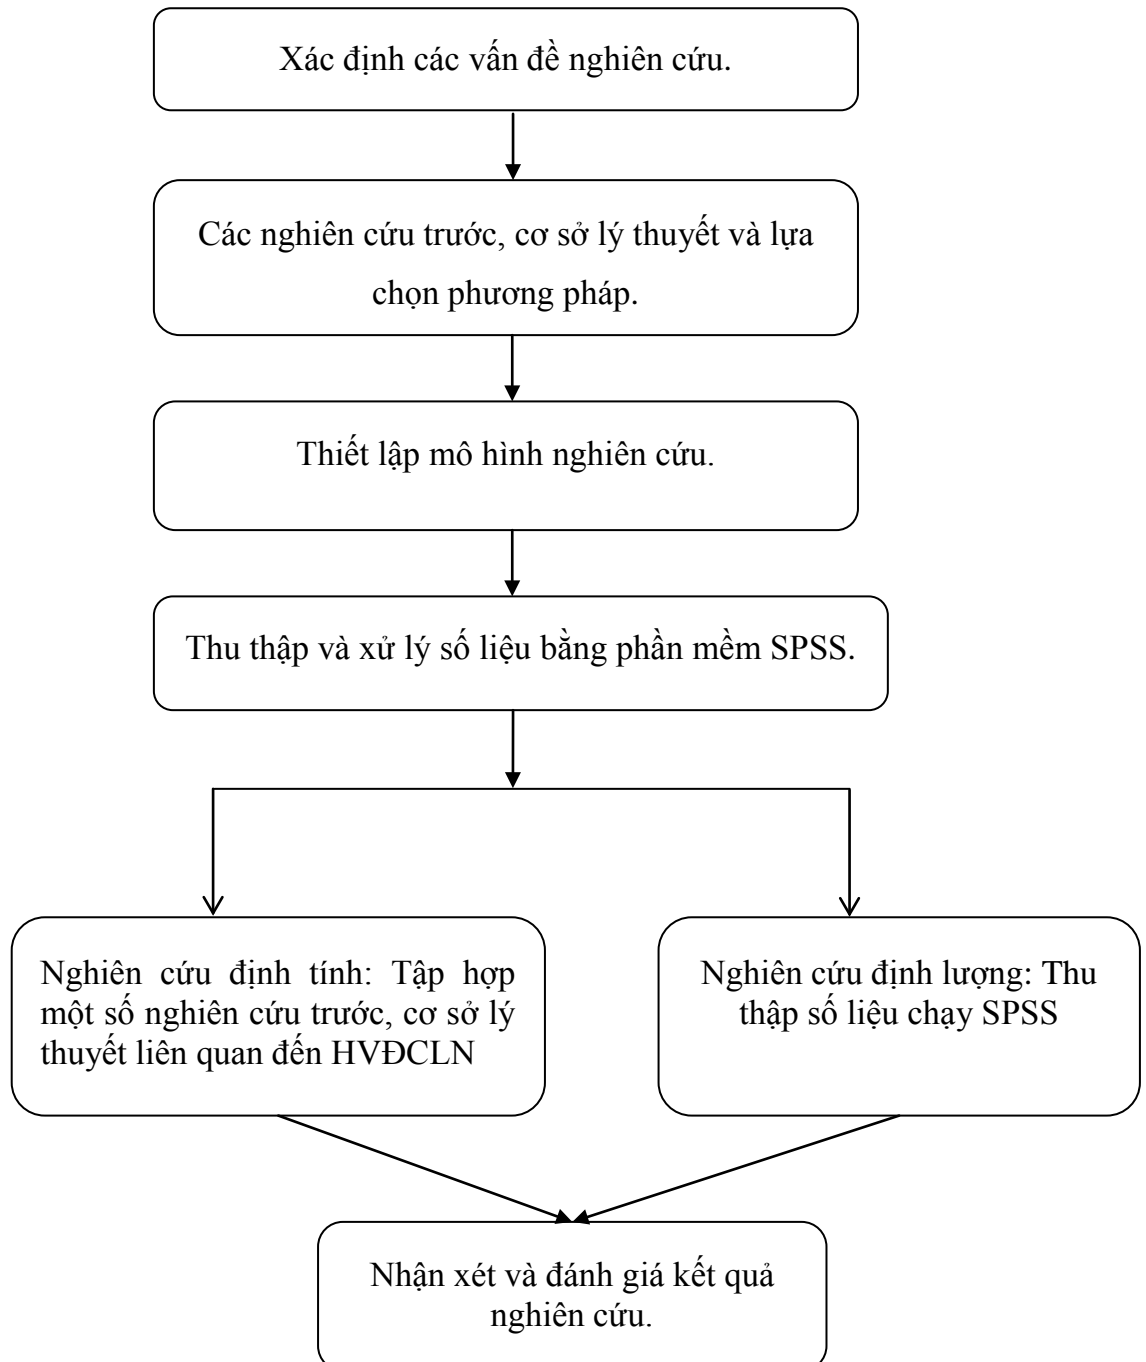 Xác định các vấn đề nghiên cứu.
Các nghiên cứu trước, cơ sở lý thuyết và lựa
chọn phương pháp.
Thiết lập mô hình nghiên cứu.
Thu thập và xử lý số liệu bằng phần mềm SPSS.
Nghiên cứu định tính: Tập hợp
một số nghiên cứu trước, cơ sở lý
thuyết liên quan đến HVĐCLN
Nghiên cứu định lượng: Thu
thập số liệu chạy SPSS
Nhận xét và đánh giá kết quả
nghiên cứu.